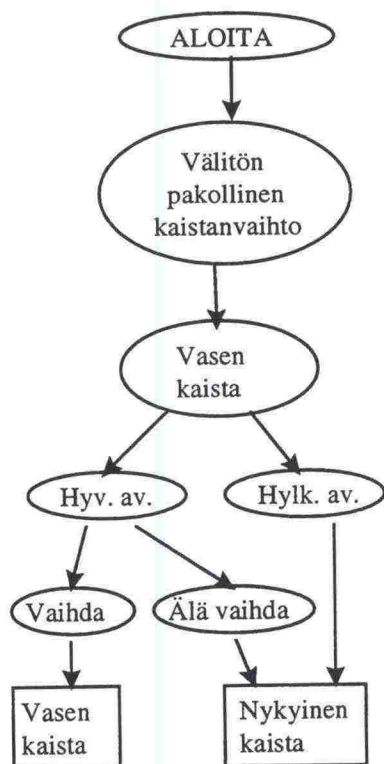 ALOITA
Välitön
pakollinen
kaistanvaihto
Vasen
kaista
Hyv. av.
Hylk. av.
Vaihda
Älä vaihda
Vasen
kaista
Nykyinen
kaista